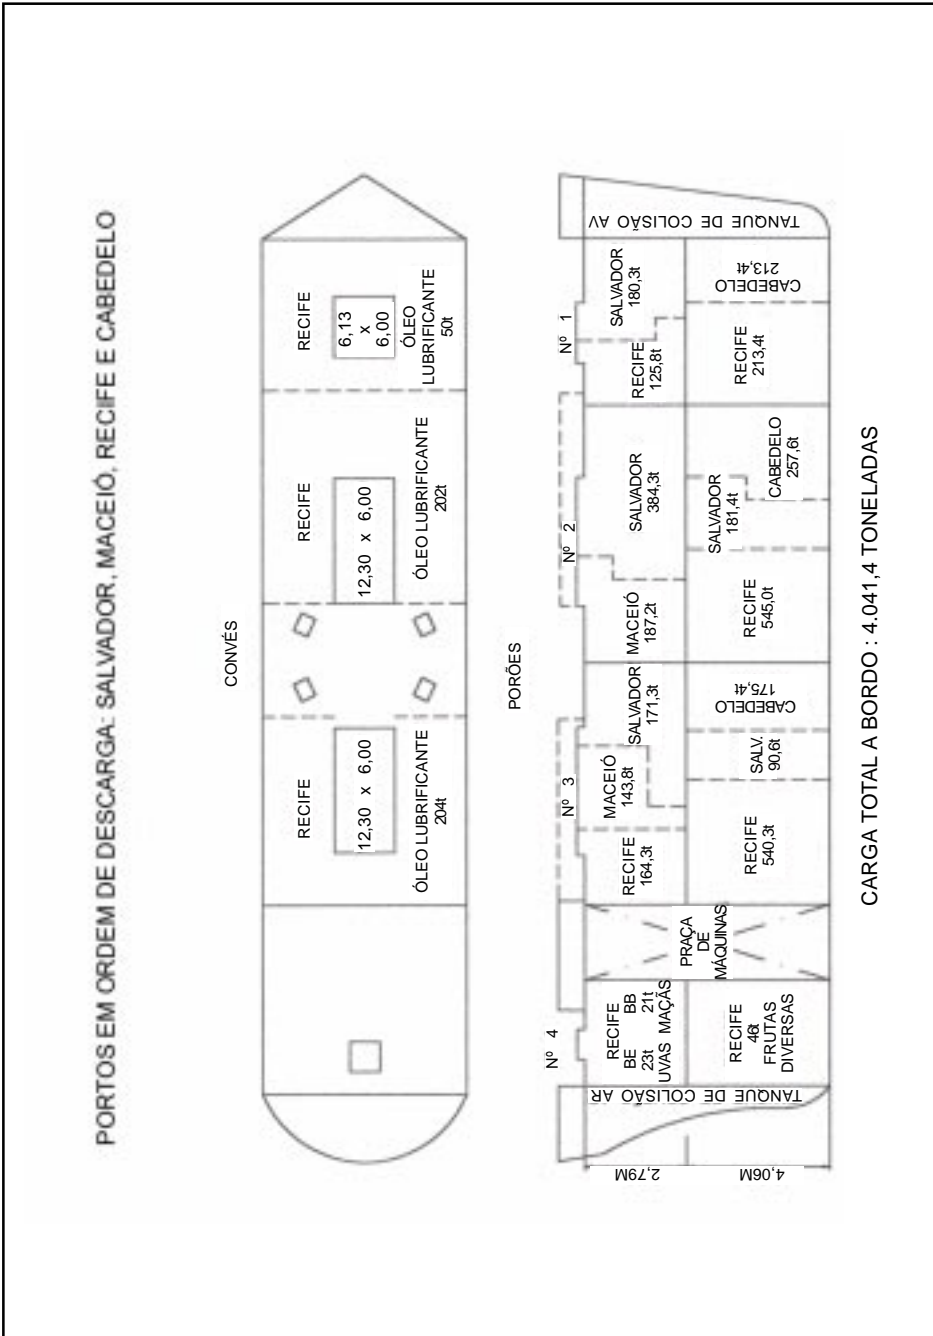 PORTOS EM ORDEM DE DESCARGA: SALVADOR, MACEIÓ, RECIFE E CABEDELO
CONVÉS
RECIFE
12,30 x 6,00
ÓLEO LUBRIFICANTE
204t
RECIFE
12,30 x 6,00
ÓLEO LUBRIFICANTE
202t
RECIFE
6,13
x
6,00
ÓLEO
LUBRIFICANTE
50t
PORÕES
Nº 4
Nº 3
Nº 2
Nº 1
2,79M
4,06M
TANQUE DE COLISÃO AR
RECIFE
BE BB
23t 21t
UVAS MAÇÃS
RECIFE
46t
FRUTAS
DIVERSAS
PRAÇA
DE
MÁQUINAS
RECIFE
164,3t
MACEIÓ
143,8t
SALVADOR
171,3t
RECIFE
540,3t
SALV.
90,6t
CABEDELO
175,4t
MACEIÓ
187,2t
SALVADOR
384,3t
RECIFE
545,0t
SALVADOR
181,4t
CABEDELO
257,6t
RECIFE
125,8t
SALVADOR
180,3t
RECIFE
213,4t
CABEDELO
213,4t
TANQUE DE COLISÃO AV
CARGA TOTAL A BORDO : 4.041,4 TONELADAS